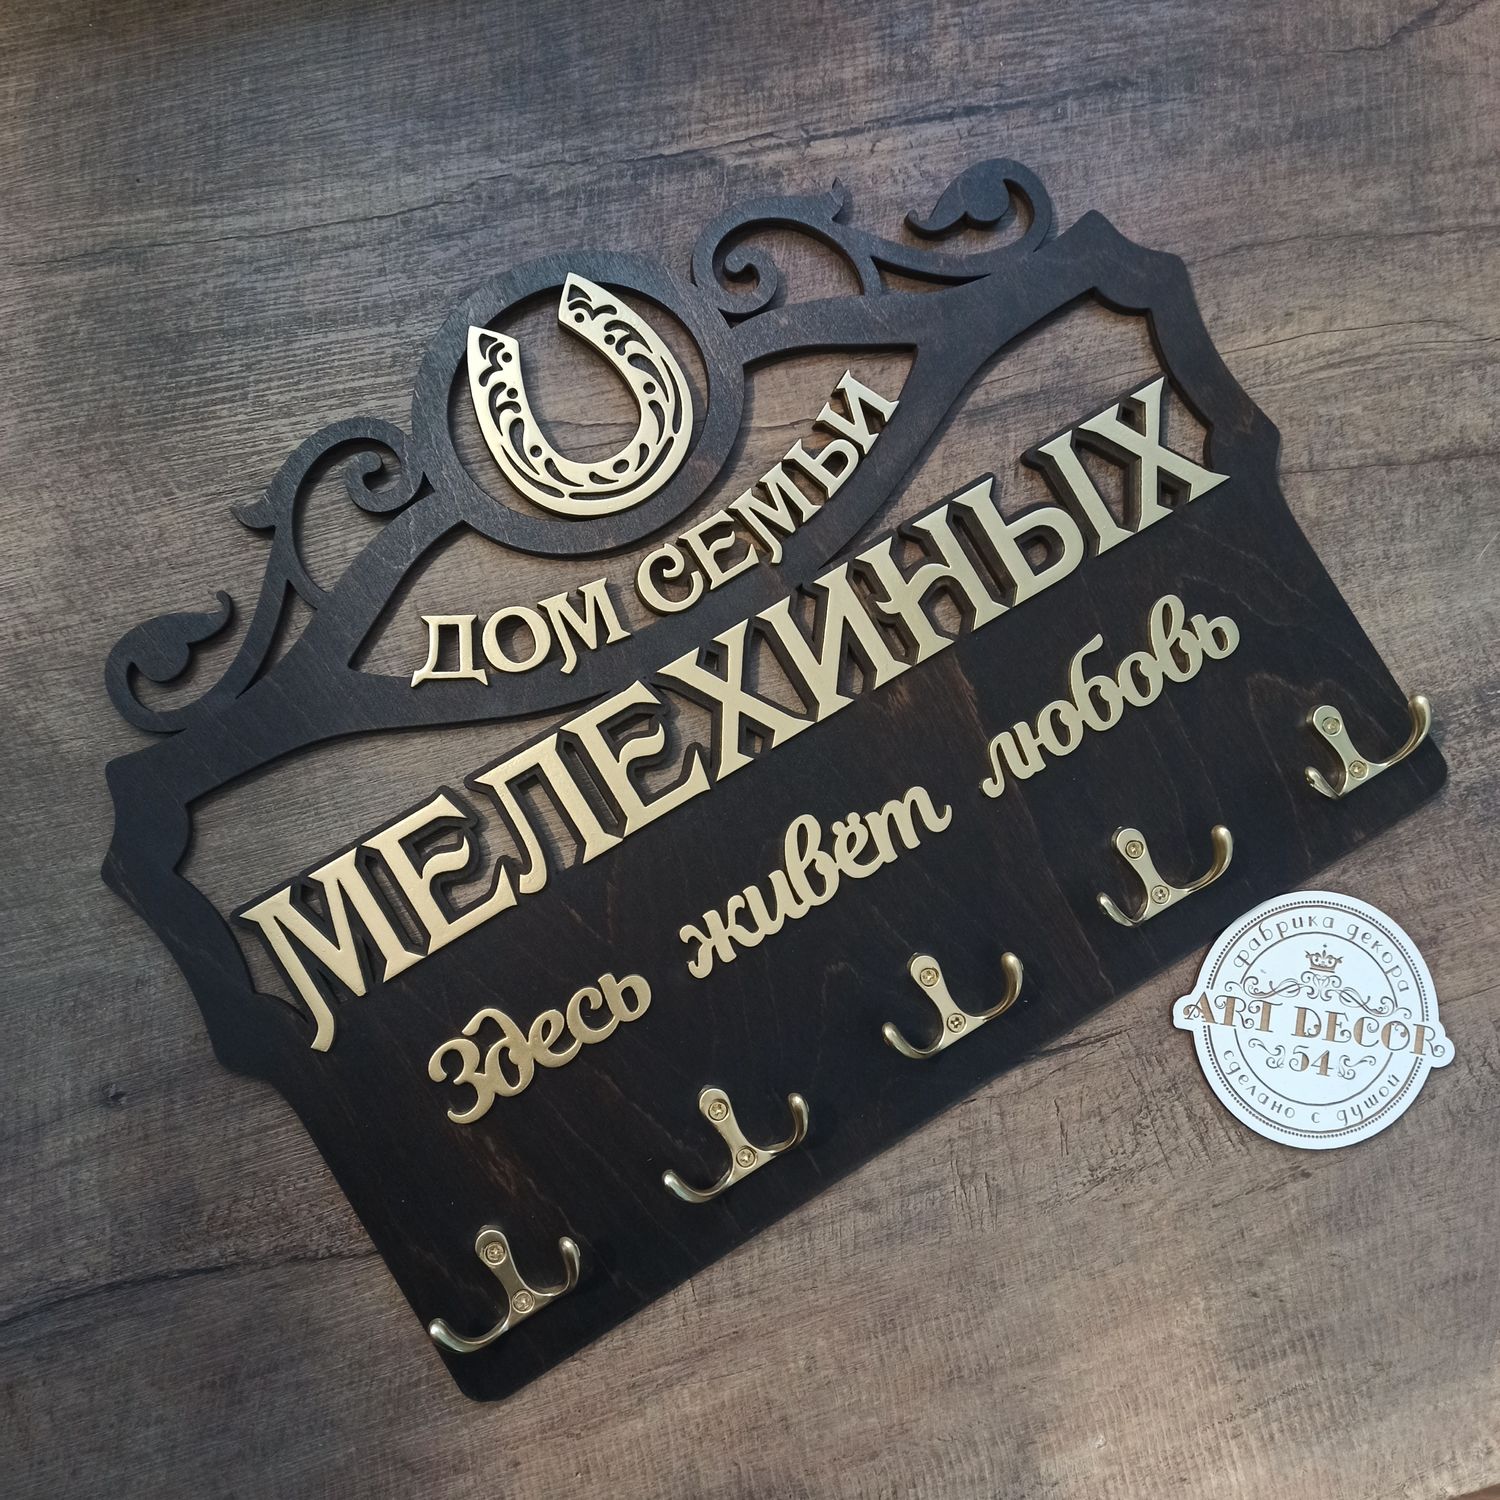 ДОМ СЕМЬИ
МЕЛЕХИНЫХ
Здесь живёт любовь
фабрика декора
ART DECOR
54
сделано с душой